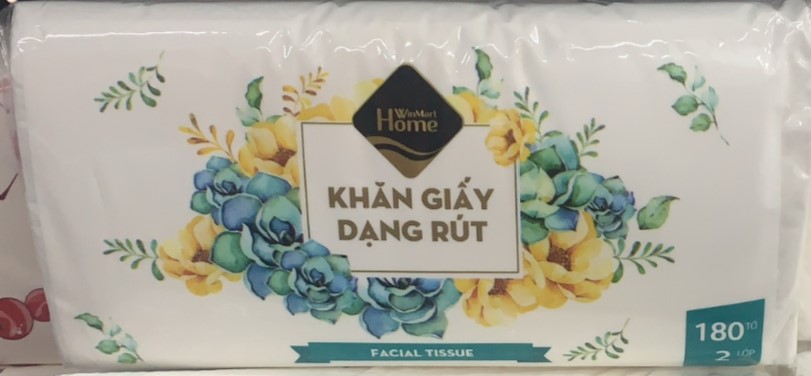 WinMart
Home
KHĂN GIẤY
DẠNG RÚT
FACIAL TISSUE
180 TỜ
2 LỚP